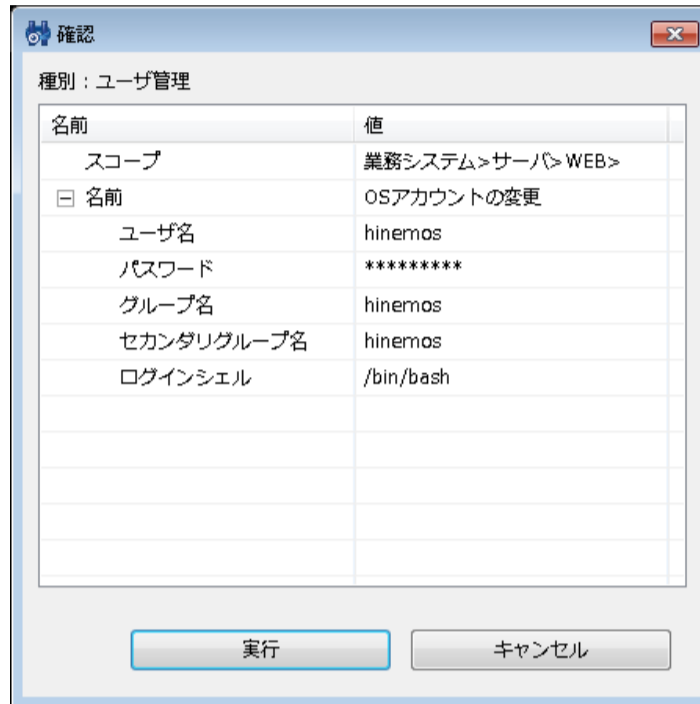 確認
種別：ユーザ管理
名前 値
スコープ 業務システム>サーバ>WEB>
名前 OSアカウントの変更
ユーザ名 hinemos
パスワード *********
グループ名 hinemos
セカンダリグループ名 hinemos
ログインシェル /bin/bash
実行 キャンセル